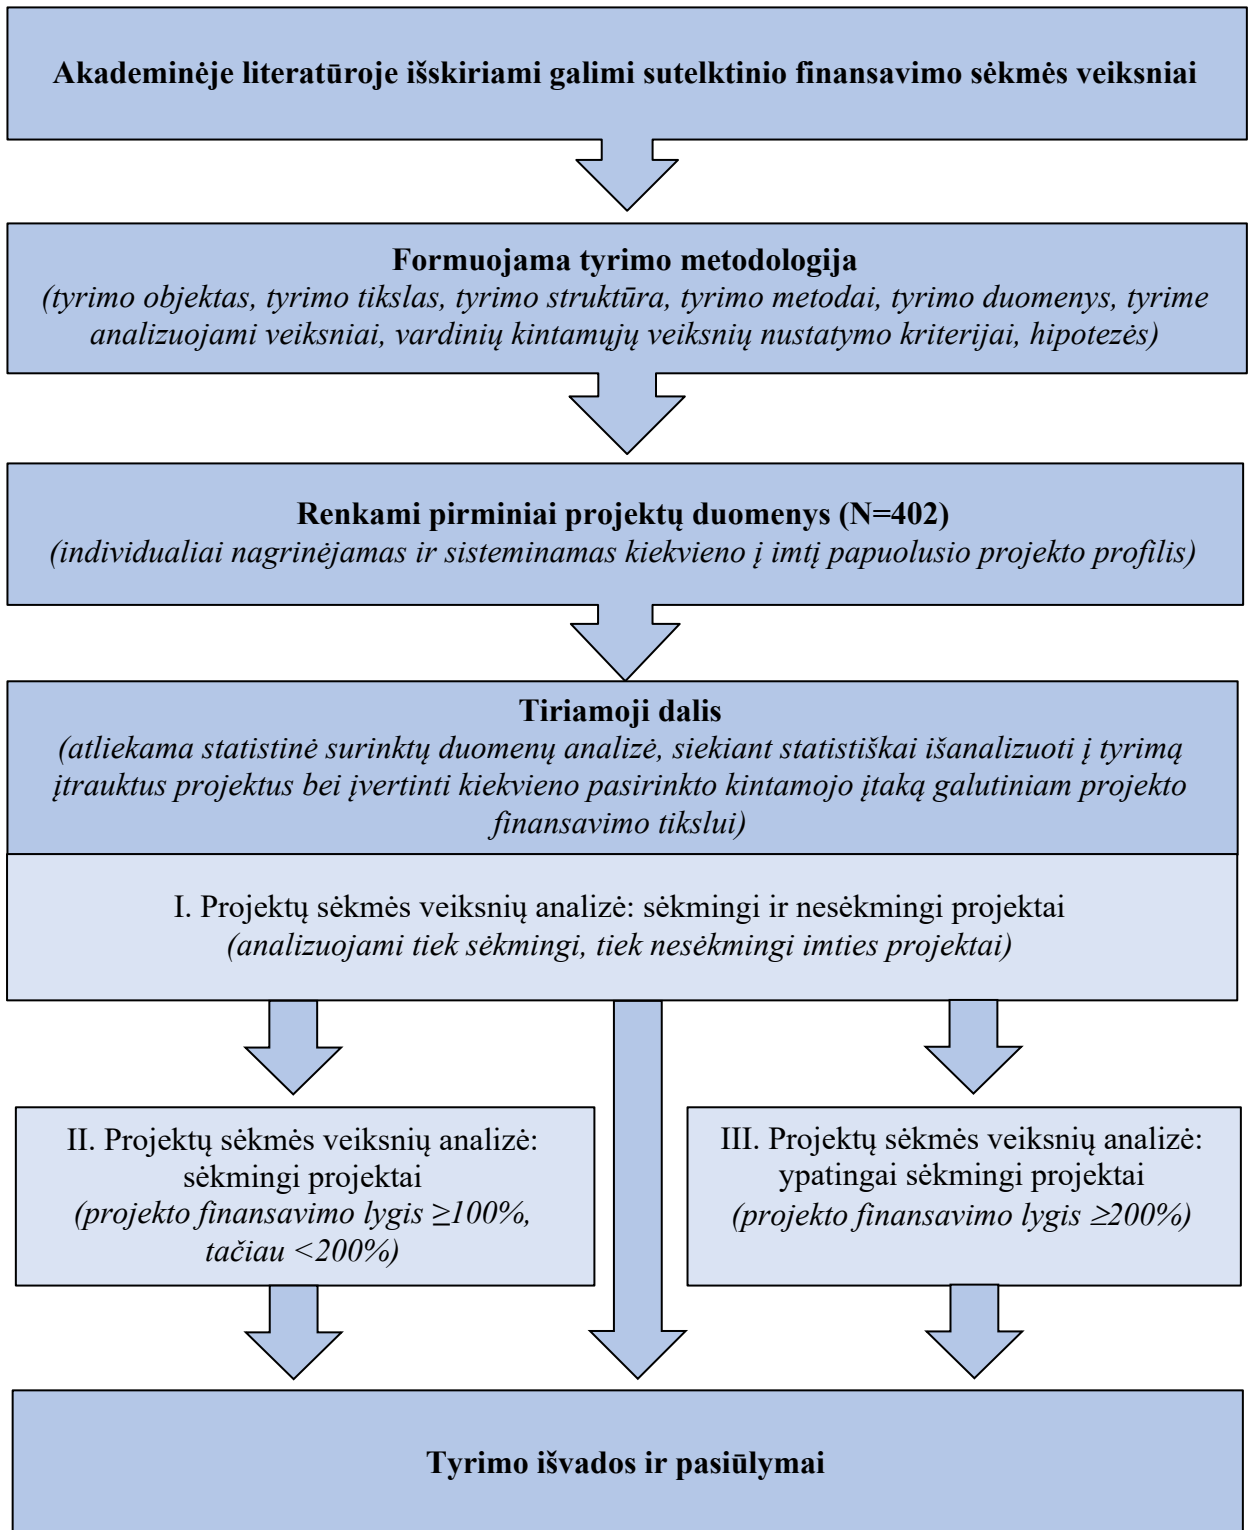 Akademinėje literatūroje išskiriami galimi sutelktinio finansavimo sėkmės veiksniai
Formuojama tyrimo metodologija
(tyrimo objektas, tyrimo tikslas, tyrimo struktūra, tyrimo metodai, tyrimo duomenys, tyrime
analizuojami veiksniai, vardinių kintamųjų veiksnių nustatymo kriterijai, hipotezės)
Renkami pirminiai projektų duomenys (N=402)
(individualiai nagrinėjamas ir sisteminamas kiekvieno į imtį papuolusio projekto profilis)
Tiriamoji dalis
(atliekama statistinė surinktų duomenų analizė, siekiant statistiškai išanalizuoti į tyrimą
įtrauktus projektus bei įvertinti kiekvieno pasirinkto kintamojo įtaką galutiniam projekto
finansavimo tikslui)
I. Projektų sėkmės veiksnių analizė: sėkmingi ir nesėkmingi projektai
(analizuojami tiek sėkmingi, tiek nesėkmingi imties projektai)
II. Projektų sėkmės veiksnių analizė:
sėkmingi projektai
(projekto finansavimo lygis ≥100%,
tačiau <200%)
III. Projektų sėkmės veiksnių analizė:
ypatingai sėkmingi projektai
(projekto finansavimo lygis ≥200%)
Tyrimo išvados ir pasiūlymai